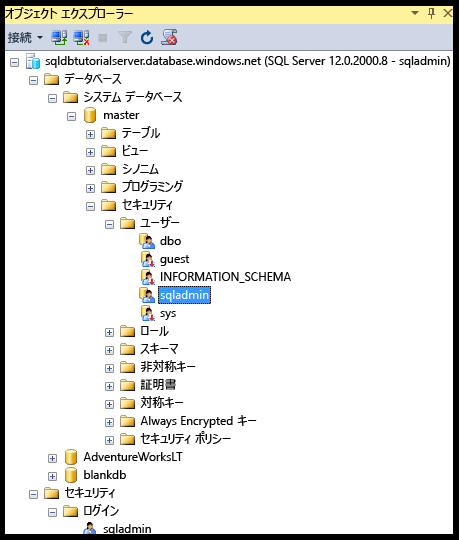 オブジェクト エクスプローラー
接続
sqldbtutorialserver.database.windows.net (SQL Server 12.0.2000.8 - sqladmin)
データベース
システム データベース
master
テーブル
ビュー
シノニム
プログラミング
セキュリティ
ユーザー
dbo
guest
INFORMATION_SCHEMA
sqladmin
sys
ロール
スキーマ
非対称キー
証明書
対称キー
Always Encrypted キー
セキュリティ ポリシー
AdventureWorksLT
blankdb
セキュリティ
ログイン
sqladmin